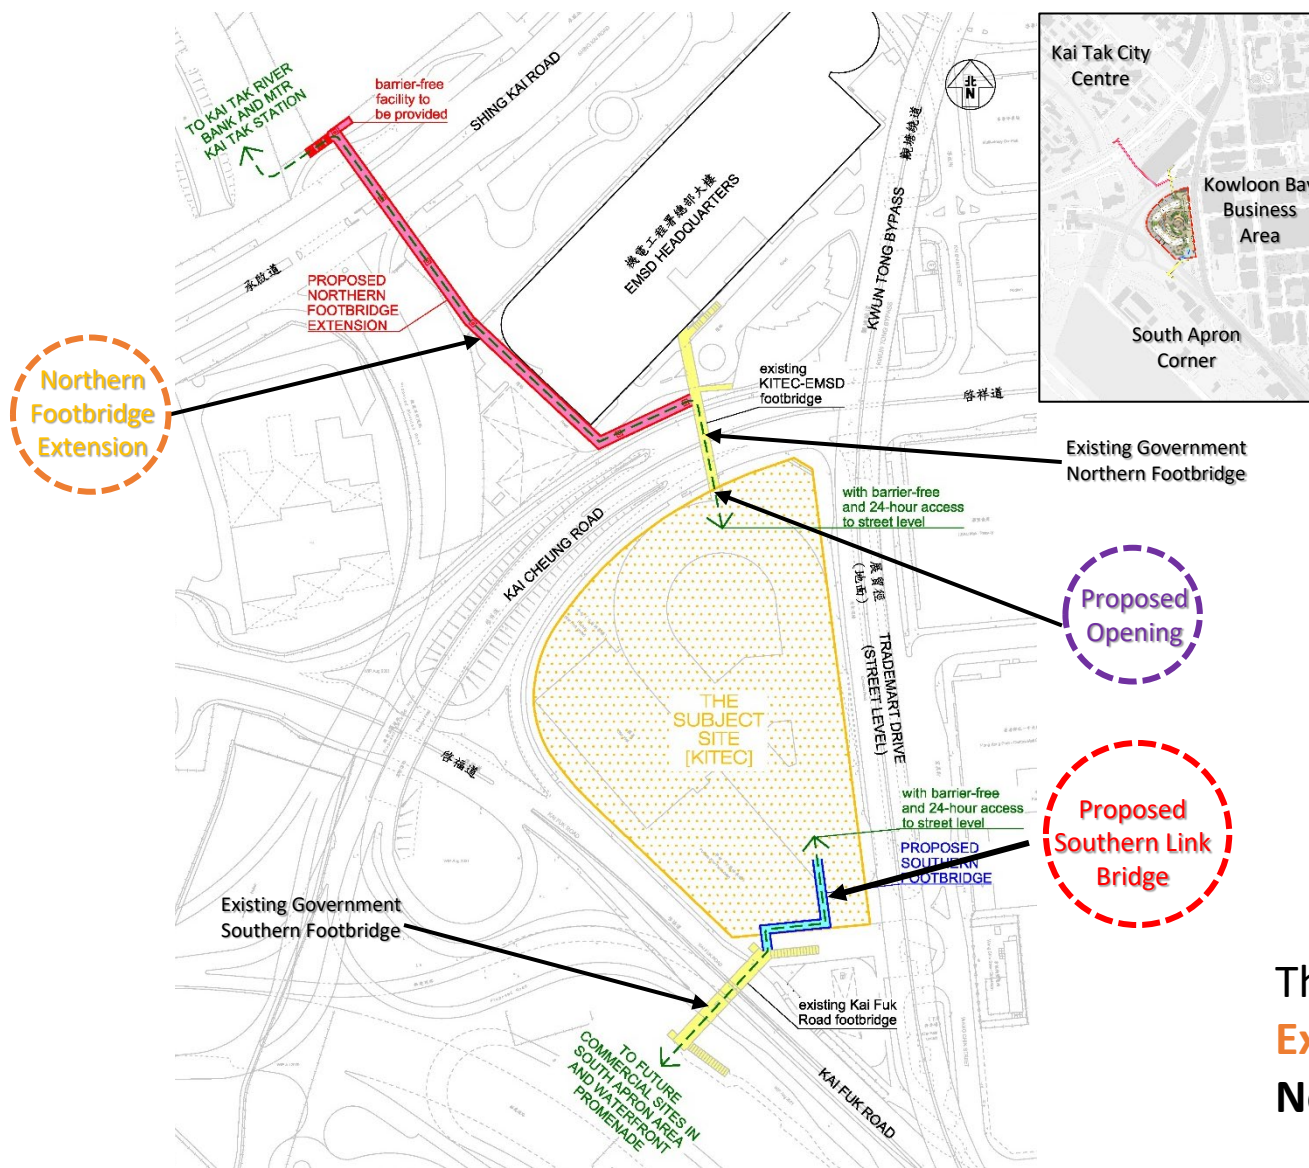 TO KAI TAK RIVER
BANK AND MTR
KAI TAK STATION
barrier-free
facility to
be provided
SHING KAI ROAD
承啟道
PROPOSED
NORTHERN
FOOTBRIDGE
EXTENSION
Northern
Footbridge
Extension
機電工程署總部大樓
EMSD HEADQUARTERS
北
N
KWUN TONG BYPASS
觀塘繞道
existing
KITEC-EMSD
footbridge
啓祥道
Kai Tak City
Centre
Kowloon Bay
Business
Area
South Apron
Corner
Existing Government
Northern Footbridge
with barrier-free
and 24-hour access
to street level
KAI CHEUNG ROAD
Proposed
Opening
展貿徑
(地面)
TRADEMART DRIVE
(STREET LEVEL)
THE
SUBJECT
SITE
[KITEC]
啓福道
KAI FUK ROAD
with barrier-free
and 24-hour access
to street level
PROPOSED
SOUTHERN
FOOTBRIDGE
Proposed
Southern Link
Bridge
Existing Government
Southern Footbridge
existing Kai Fuk
Road footbridge
TO FUTURE
COMMERCIAL SITES IN
SOUTH APRON AREA
AND WATERFRONT
PROMENADE
KAI FUK ROAD
Th
Ex
N